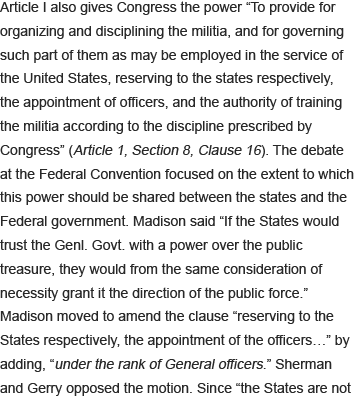 Article I also gives Congress the power “To provide for
organizing and disciplining the militia, and for governing
such part of them as may be employed in the service of
the United States, reserving to the states respectively,
the appointment of officers, and the authority of training
the militia according to the discipline prescribed by
Congress” (Article 1, Section 8, Clause 16). The debate
at the Federal Convention focused on the extent to which
this power should be shared between the states and the
Federal government. Madison said “If the States would
trust the Genl. Govt. with a power over the public
treasure, they would from the same consideration of
necessity grant it the direction of the public force.”
Madison moved to amend the clause “reserving to the
States respectively, the appointment of the officers…” by
adding, “under the rank of General officers.” Sherman
and Gerry opposed the motion. Since “the States are not